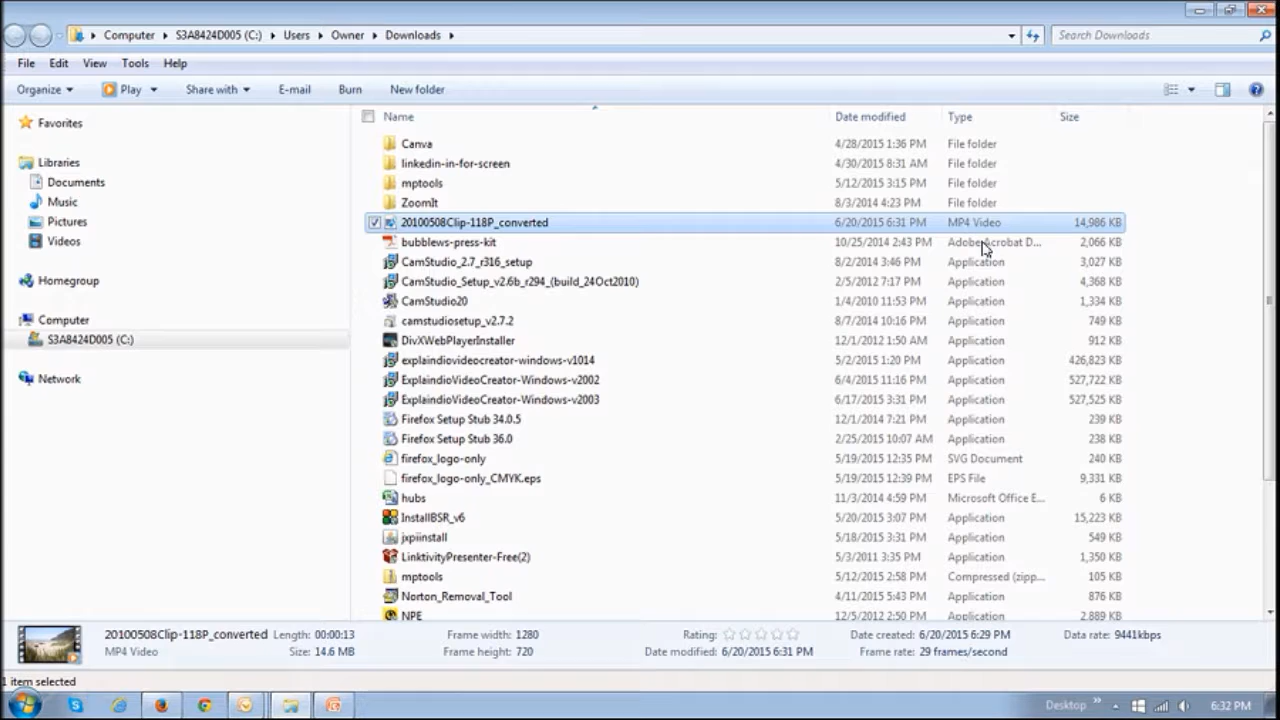 Computer S3A8424D005 (C:) Users Owner Downloads Search Downloads
File Edit View Tools Help
Organize Play Share with E-mail Burn New folder
Name Date modified Type Size
Favorites
Libraries
Documents
Music
Pictures
Videos
Homegroup
Computer
S3A8424D005 (C:)
Network
Canva 4/28/2015 1:36 PM File folder
linkedin-in-for-screen 4/30/2015 8:31 AM File folder
mptools 5/12/2015 3:15 PM File folder
ZoomIt 8/3/2014 4:23 PM File folder
20100508Clip-118P_converted 6/20/2015 6:31 PM MP4 Video 14,986 KB
bubblews-press-kit 10/25/2014 2:43 PM Adobe Acrobat D... 2,066 KB
CamStudio_2.7_r316_setup 8/2/2014 3:46 PM Application 3,027 KB
CamStudio_Setup_v2.6b_r294_(build_24Oct2010) 2/5/2012 7:17 PM Application 4,368 KB
CamStudio20 1/4/2010 11:53 PM Application 1,334 KB
camstudiosetup_v2.7.2 8/7/2014 10:16 PM Application 749 KB
DivXWebPlayerInstaller 12/1/2012 1:50 AM Application 912 KB
explaindiovideocreator-windows-v1014 5/2/2015 1:20 PM Application 426,823 KB
ExplaindioVideoCreator-Windows-v2002 6/4/2015 11:16 PM Application 527,722 KB
ExplaindioVideoCreator-Windows-v2003 6/17/2015 3:31 PM Application 527,525 KB
Firefox Setup Stub 34.0.5 12/1/2014 7:21 PM Application 239 KB
Firefox Setup Stub 36.0 2/25/2015 10:07 AM Application 238 KB
firefox_logo-only 5/19/2015 12:35 PM SVG Document 240 KB
firefox_logo-only_CMYK.eps 5/19/2015 12:39 PM EPS File 9,331 KB
hubs 11/3/2014 4:59 PM Microsoft Office E... 6 KB
InstallBSR_v6 5/20/2015 3:07 PM Application 15,223 KB
jxpiinstall 5/18/2015 3:31 PM Application 549 KB
LinktivityPresenter-Free(2) 5/3/2011 3:35 PM Application 1,350 KB
mptools 5/12/2015 2:58 PM Compressed (zipp... 105 KB
Norton_Removal_Tool 4/11/2015 5:43 PM Application 876 KB
NPE 12/5/2012 2:50 PM Application 2,889 KB
20100508Clip-118P_converted Length: 00:00:13 Frame width: 1280 Rating: Date created: 6/20/2015 6:29 PM Data rate: 9441kbps
MP4 Video Size: 14.6 MB Frame height: 720 Date modified: 6/20/2015 6:31 PM Frame rate: 29 frames/second
1 item selected
Desktop 6:32 PM